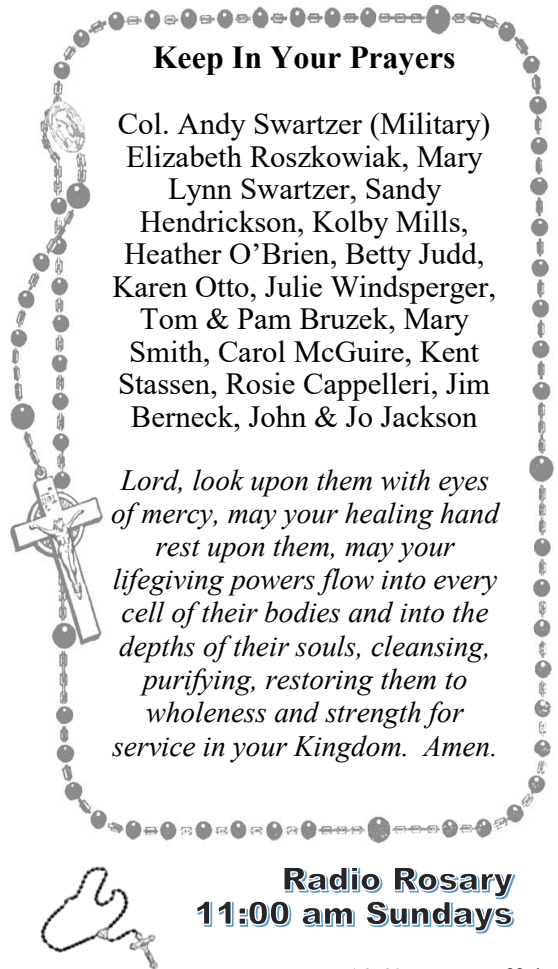 Keep In Your Prayers
Col. Andy Swartzer (Military)
Elizabeth Roszkowiak, Mary
Lynn Swartzer, Sandy
Hendrickson, Kolby Mills,
Heather O’Brien, Betty Judd,
Karen Otto, Julie Windsperger,
Tom & Pam Bruzek, Mary
Smith, Carol McGuire, Kent
Stassen, Rosie Cappelleri, Jim
Berneck, John & Jo Jackson
Lord, look upon them with eyes
of mercy, may your healing hand
rest upon them, may your
lifegiving powers flow into every
cell of their bodies and into the
depths of their souls, cleansing,
purifying, restoring them to
wholeness and strength for
service in your Kingdom.  Amen.
Radio Rosary
11:00 am Sundays